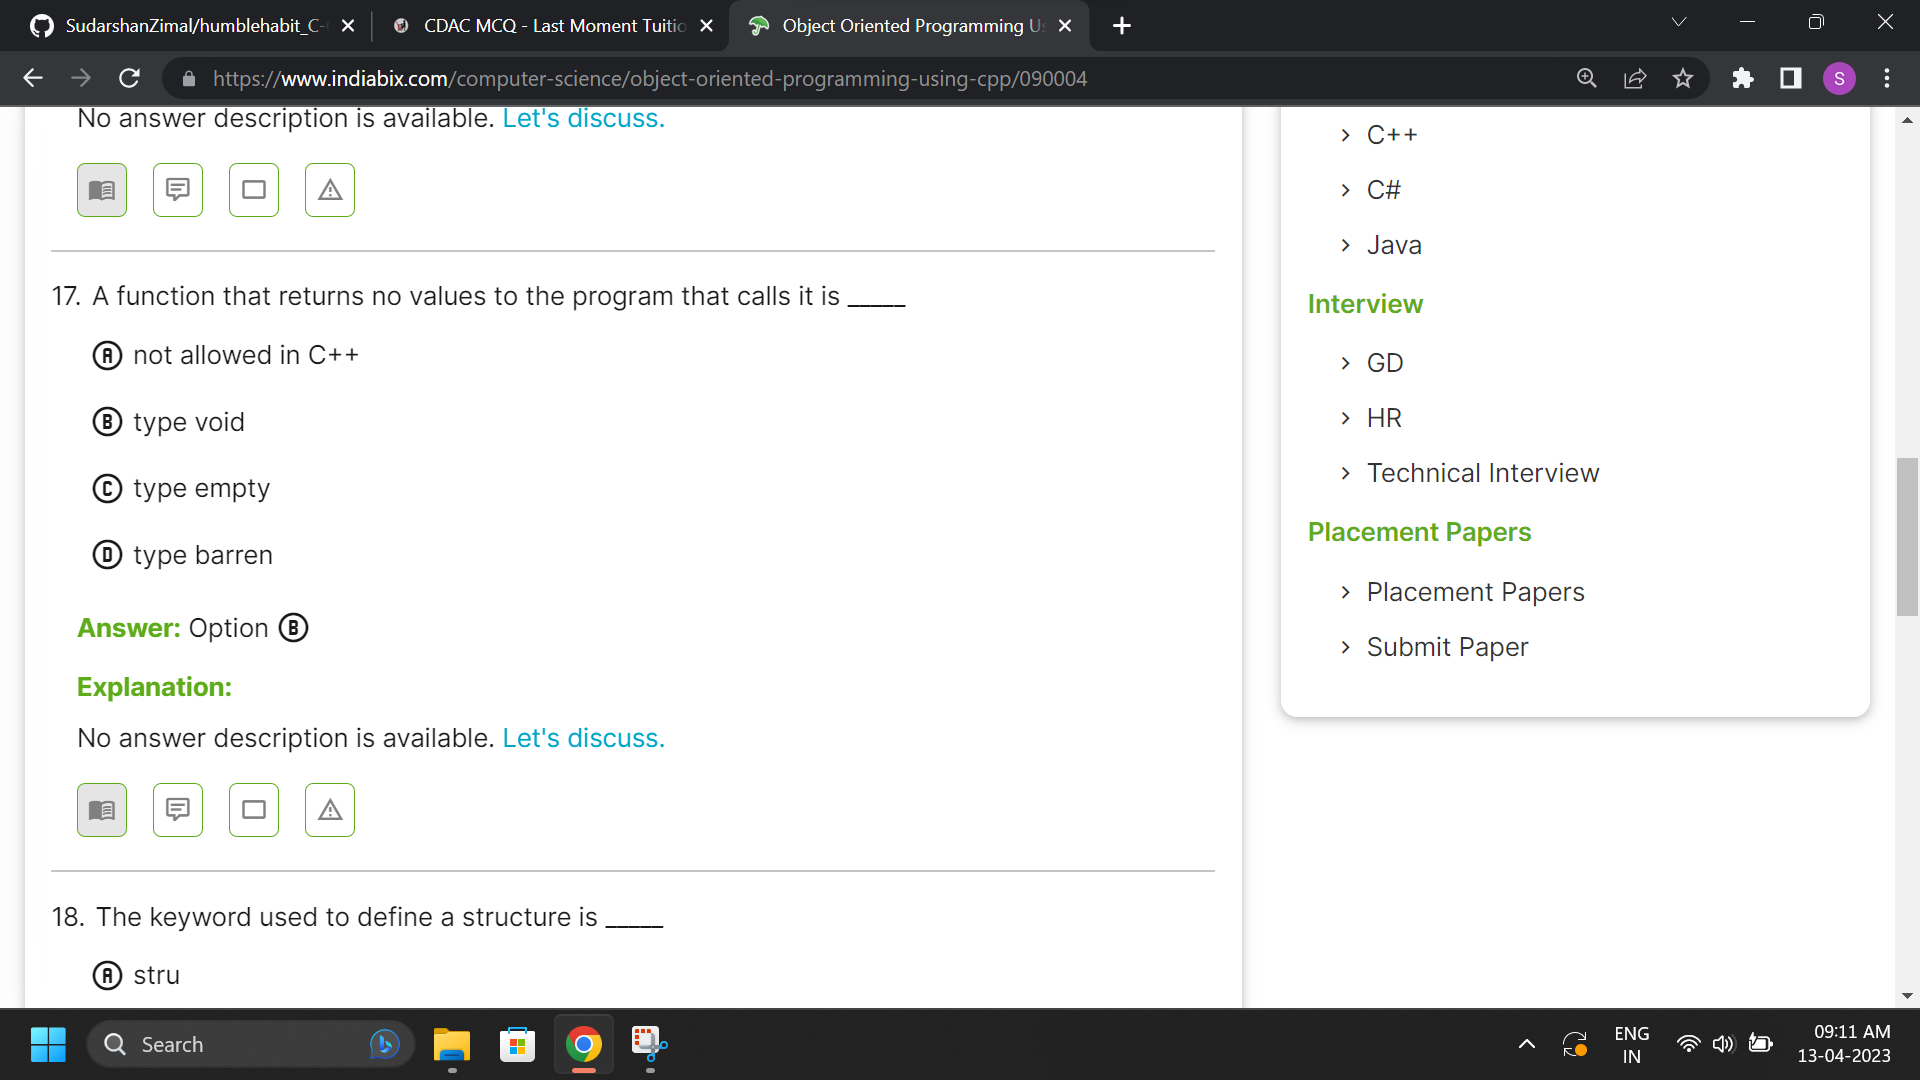 SudarshanZimal/humblehabit_C-
CDAC MCQ - Last Moment Tuitio
Object Oriented Programming Us
https://www.indiabix.com/computer-science/object-oriented-programming-using-cpp/090004
S
No answer description is available. Let's discuss.
17. A function that returns no values to the program that calls it is _____
A not allowed in C++
B type void
C type empty
D type barren
Answer: Option B
Explanation:
No answer description is available. Let's discuss.
18. The keyword used to define a structure is _____
A stru
C++
C#
Java
Interview
GD
HR
Technical Interview
Placement Papers
Placement Papers
Submit Paper
Search
ENG
IN
09:11 AM
13-04-2023